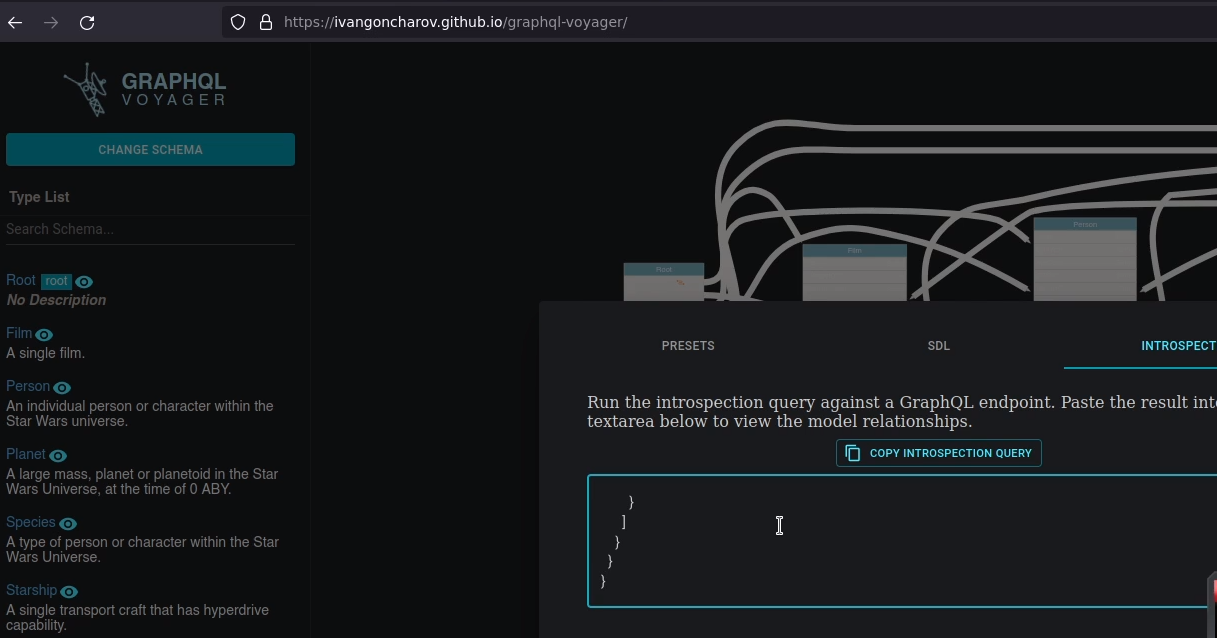 https://ivangoncharov.github.io/graphql-voyager/
GRAPHQL
VOYAGER
CHANGE SCHEMA
Type List
Search Schema...
Root root
No Description
Film
A single film.
Person
An individual person or character within the
Star Wars universe.
Planet
A large mass, planet or planetoid in the Star
Wars Universe, at the time of 0 ABY.
Species
A type of person or character within the Star
Wars Universe.
Starship
A single transport craft that has hyperdrive
capability.
Root
Film
Person
PRESETS
SDL
INTROSPECT
Run the introspection query against a GraphQL endpoint. Paste the result int
textarea below to view the model relationships.
COPY INTROSPECTION QUERY
}
]
}
}
}